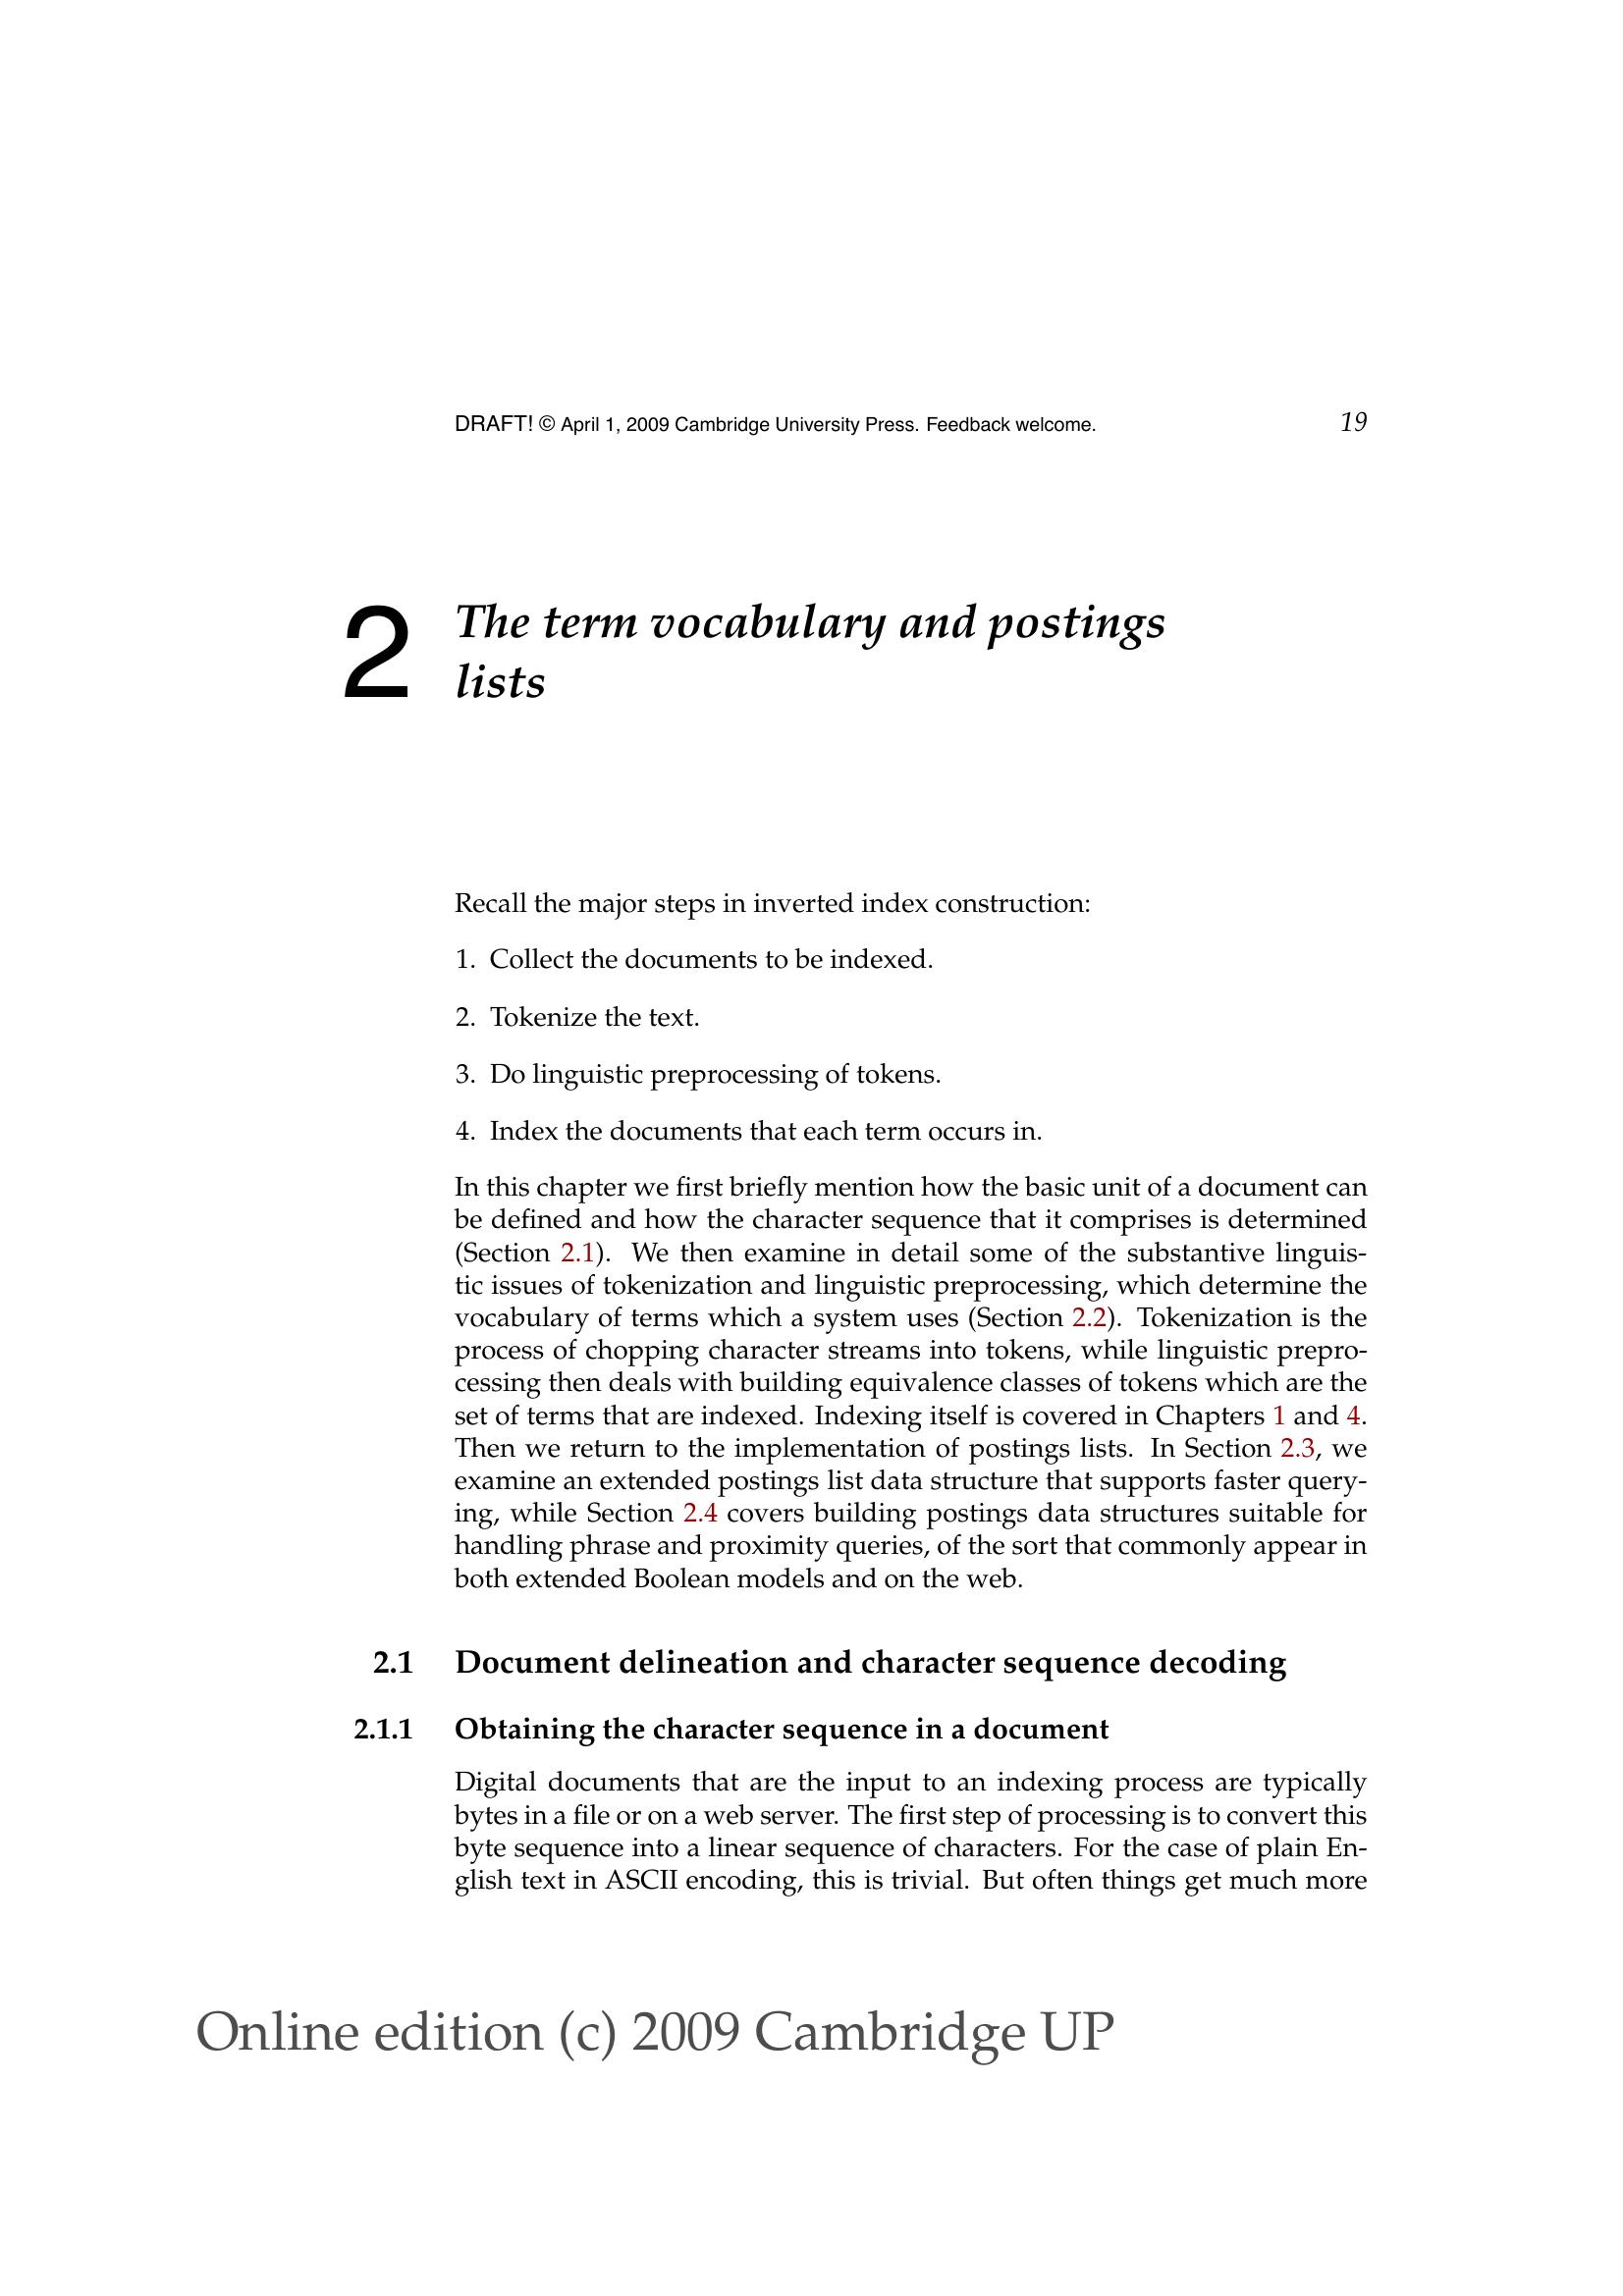 DRAFT! © April 1, 2009 Cambridge University Press. Feedback welcome. 19
2 The term vocabulary and postings
lists
Recall the major steps in inverted index construction:
1. Collect the documents to be indexed.
2. Tokenize the text.
3. Do linguistic preprocessing of tokens.
4. Index the documents that each term occurs in.
In this chapter we first briefly mention how the basic unit of a document can
be defined and how the character sequence that it comprises is determined
(Section 2.1). We then examine in detail some of the substantive linguis-
tic issues of tokenization and linguistic preprocessing, which determine the
vocabulary of terms which a system uses (Section 2.2). Tokenization is the
process of chopping character streams into tokens, while linguistic prepro-
cessing then deals with building equivalence classes of tokens which are the
set of terms that are indexed. Indexing itself is covered in Chapters 1 and 4.
Then we return to the implementation of postings lists. In Section 2.3, we
examine an extended postings list data structure that supports faster query-
ing, while Section 2.4 covers building postings data structures suitable for
handling phrase and proximity queries, of the sort that commonly appear in
both extended Boolean models and on the web.
2.1 Document delineation and character sequence decoding
2.1.1 Obtaining the character sequence in a document
Digital documents that are the input to an indexing process are typically
bytes in a file or on a web server. The first step of processing is to convert this
byte sequence into a linear sequence of characters. For the case of plain En-
glish text in ASCII encoding, this is trivial. But often things get much more
Online edition (c) 2009 Cambridge UP